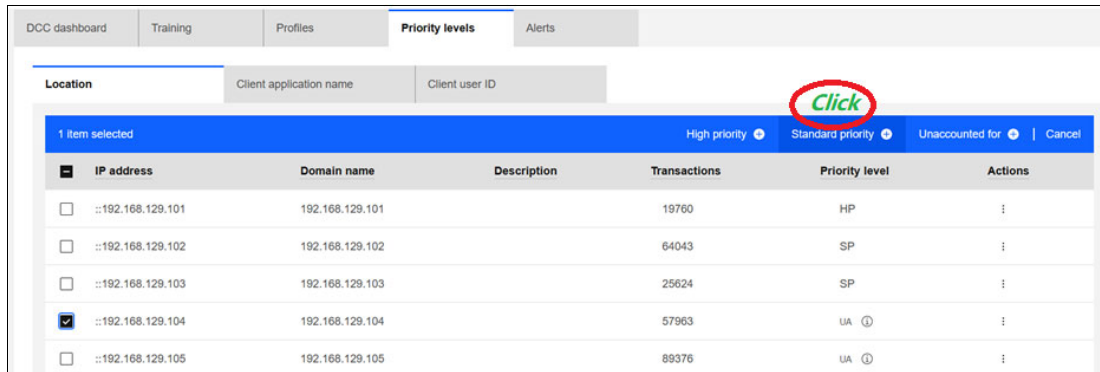 DCC dashboard Training Profiles Priority levels Alerts
Location Client application name Client user ID
Click
1 item selected High priority Standard priority Unaccounted for | Cancel
IP address Domain name Description Transactions Priority level Actions
::192.168.129.101 192.168.129.101 19760 HP
::192.168.129.102 192.168.129.102 64043 SP
::192.168.129.103 192.168.129.103 25624 SP
::192.168.129.104 192.168.129.104 57963 UA
::192.168.129.105 192.168.129.105 89376 UA